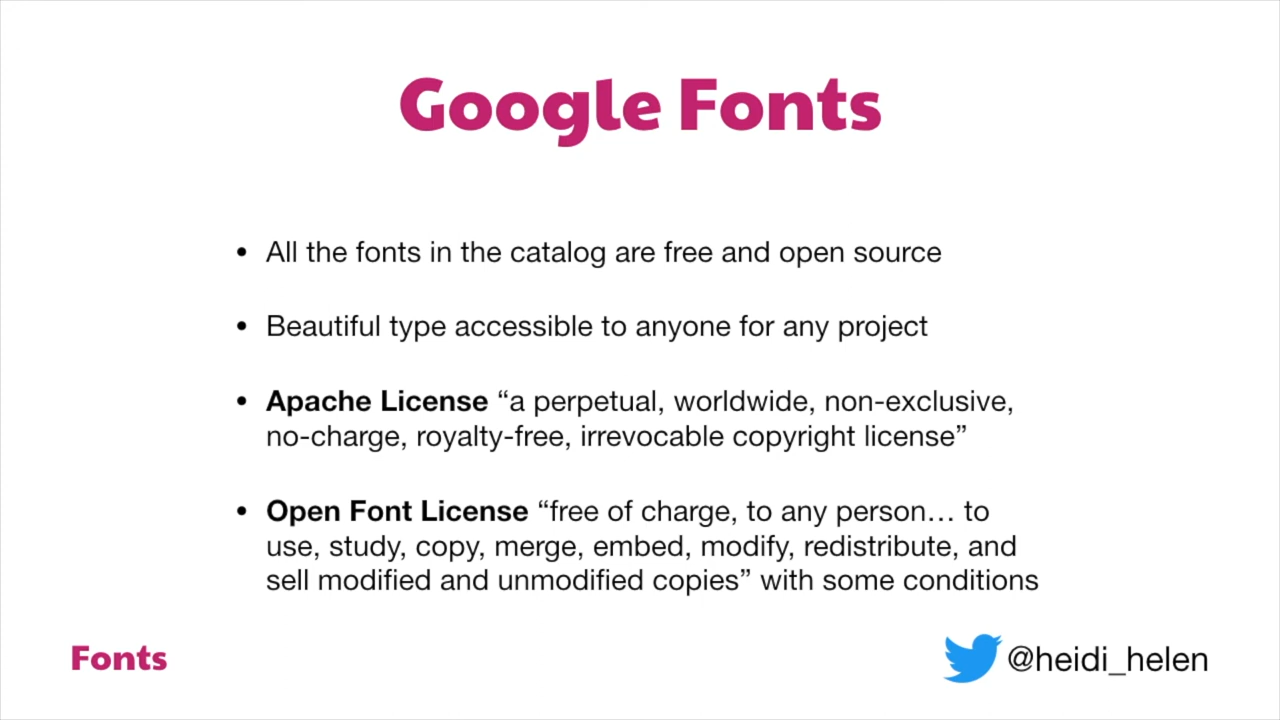 Google Fonts
• All the fonts in the catalog are free and open source
• Beautiful type accessible to anyone for any project
• Apache License “a perpetual, worldwide, non-exclusive,
no-charge, royalty-free, irrevocable copyright license”
• Open Font License “free of charge, to any person… to
use, study, copy, merge, embed, modify, redistribute, and
sell modified and unmodified copies” with some conditions
Fonts
@heidi_helen